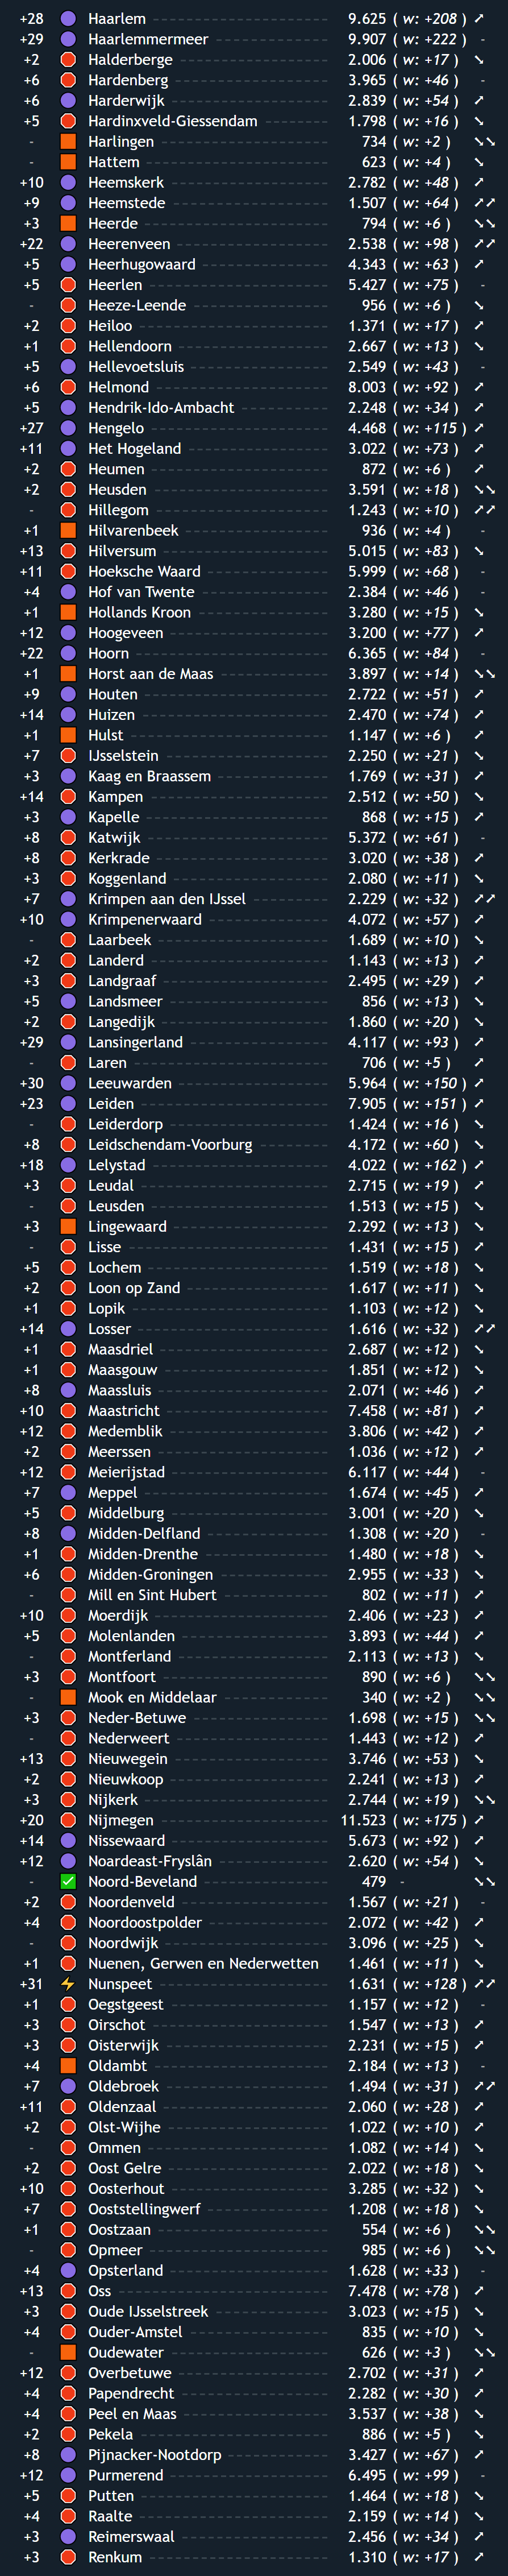 +28 Haarlem 9.625 ( w: +208 ) ➚
+29 Haarlemmermeer 9.907 ( w: +222 ) -
+2 Halderberge 2.006 ( w: +17 ) ➘
+6 Hardenberg 3.965 ( w: +46 ) -
+6 Harderwijk 2.839 ( w: +54 ) ➚
+5 Hardinxveld-Giessendam 1.798 ( w: +16 ) ➘
- Harlingen 734 ( w: +2 ) ➘➘
- Hattem 623 ( w: +4 ) ➘
+10 Heemskerk 2.782 ( w: +48 ) ➚
+9 Heemstede 1.507 ( w: +64 ) ➚➚
+3 Heerde 794 ( w: +6 ) ➘➘
+22 Heerenveen 2.538 ( w: +98 ) ➚➚
+5 Heerhugowaard 4.343 ( w: +63 ) ➚
+5 Heerlen 5.427 ( w: +75 ) -
- Heeze-Leende 956 ( w: +6 ) ➘
+2 Heiloo 1.371 ( w: +17 ) ➚
+1 Hellendoorn 2.667 ( w: +13 ) ➘
+5 Hellevoetsluis 2.549 ( w: +43 ) -
+6 Helmond 8.003 ( w: +92 ) ➚
+5 Hendrik-Ido-Ambacht 2.248 ( w: +34 ) ➚
+27 Hengelo 4.468 ( w: +115 ) ➚
+11 Het Hogeland 3.022 ( w: +73 ) ➚
+2 Heumen 872 ( w: +6 ) ➚
+2 Heusden 3.591 ( w: +18 ) ➘➘
- Hillegom 1.243 ( w: +10 ) ➚➚
+1 Hilvarenbeek 936 ( w: +4 ) -
+13 Hilversum 5.015 ( w: +83 ) ➘
+11 Hoeksche Waard 5.999 ( w: +68 ) -
+4 Hof van Twente 2.384 ( w: +46 ) -
+1 Hollands Kroon 3.280 ( w: +15 ) ➘
+12 Hoogeveen 3.200 ( w: +77 ) ➚
+22 Hoorn 6.365 ( w: +84 ) -
+1 Horst aan de Maas 3.897 ( w: +14 ) ➘➘
+9 Houten 2.722 ( w: +51 ) ➚
+14 Huizen 2.470 ( w: +74 ) ➚
+1 Hulst 1.147 ( w: +6 ) ➚
+7 IJsselstein 2.250 ( w: +21 ) ➘
+3 Kaag en Braassem 1.769 ( w: +31 ) ➚
+14 Kampen 2.512 ( w: +50 ) ➘
+3 Kapelle 868 ( w: +15 ) ➚
+8 Katwijk 5.372 ( w: +61 ) -
+8 Kerkrade 3.020 ( w: +38 ) ➚
+3 Koggenland 2.080 ( w: +11 ) ➘
+7 Krimpen aan den IJssel 2.229 ( w: +32 ) ➚➚
+10 Krimpenerwaard 4.072 ( w: +57 ) ➚
- Laarbeek 1.689 ( w: +10 ) ➘
+2 Landerd 1.143 ( w: +13 ) ➚
+3 Landgraaf 2.495 ( w: +29 ) ➚
+5 Landsmeer 856 ( w: +13 ) ➘
+2 Langedijk 1.860 ( w: +20 ) ➘
+29 Lansingerland 4.117 ( w: +93 ) ➚
- Laren 706 ( w: +5 ) ➚
+30 Leeuwarden 5.964 ( w: +150 ) ➚
+23 Leiden 7.905 ( w: +151 ) ➚
- Leiderdorp 1.424 ( w: +16 ) ➘
+8 Leidschendam-Voorburg 4.172 ( w: +60 ) ➘
+18 Lelystad 4.022 ( w: +162 ) ➚
+3 Leudal 2.715 ( w: +19 ) ➚
- Leusden 1.513 ( w: +15 ) ➘
+3 Lingewaard 2.292 ( w: +13 ) ➘
- Lisse 1.431 ( w: +15 ) ➚
+5 Lochem 1.519 ( w: +18 ) ➘
+2 Loon op Zand 1.617 ( w: +11 ) ➘
+1 Lopik 1.103 ( w: +12 ) ➘
+14 Losser 1.616 ( w: +32 ) ➚➚
+1 Maasdriel 2.687 ( w: +12 ) ➘
+1 Maasgouw 1.851 ( w: +12 ) ➘
+8 Maassluis 2.071 ( w: +46 ) ➚
+10 Maastricht 7.458 ( w: +81 ) ➚
+12 Medemblik 3.806 ( w: +42 ) ➚
+2 Meerssen 1.036 ( w: +12 ) ➚
+12 Meierijstad 6.117 ( w: +44 ) -
+7 Meppel 1.674 ( w: +45 ) ➚
+5 Middelburg 3.001 ( w: +20 ) ➘
+8 Midden-Delfland 1.308 ( w: +20 ) -
+1 Midden-Drenthe 1.480 ( w: +18 ) ➘
+6 Midden-Groningen 2.955 ( w: +33 ) ➘
- Mill en Sint Hubert 802 ( w: +11 ) ➚
+10 Moerdijk 2.406 ( w: +23 ) ➚
+5 Molenlanden 3.893 ( w: +44 ) ➚
- Montferland 2.113 ( w: +13 ) ➘
+3 Montfoort 890 ( w: +6 ) ➘➘
- Mook en Middelaar 340 ( w: +2 ) ➘➘
+3 Neder-Betuwe 1.698 ( w: +15 ) ➘➘
- Nederweert 1.443 ( w: +12 ) ➚
+13 Nieuwegein 3.746 ( w: +53 ) ➘
+2 Nieuwkoop 2.241 ( w: +13 ) ➚
+3 Nijkerk 2.744 ( w: +19 ) ➘➘
+20 Nijmegen 11.523 ( w: +175 ) ➚
+14 Nissewaard 5.673 ( w: +92 ) ➚
+12 Noardeast-Fryslân 2.620 ( w: +54 ) ➘
- Noord-Beveland 479 - ➘➘
+2 Noordenveld 1.567 ( w: +21 ) -
+4 Noordoostpolder 2.072 ( w: +42 ) ➚
- Noordwijk 3.096 ( w: +25 ) ➘
+1 Nuenen, Gerwen en Nederwetten 1.461 ( w: +11 ) ➘
+31 Nunspeet 1.631 ( w: +128 ) ➚➚
+1 Oegstgeest 1.157 ( w: +12 ) -
+3 Oirschot 1.547 ( w: +13 ) ➚
+3 Oisterwijk 2.231 ( w: +15 ) ➚
+4 Oldambt 2.184 ( w: +13 ) -
+7 Oldebroek 1.494 ( w: +31 ) ➚➚
+11 Oldenzaal 2.060 ( w: +28 ) ➚
+2 Olst-Wijhe 1.022 ( w: +10 ) ➚
- Ommen 1.082 ( w: +14 ) ➘
+2 Oost Gelre 2.022 ( w: +18 ) ➘
+10 Oosterhout 3.285 ( w: +32 ) ➘
+7 Ooststellingwerf 1.208 ( w: +18 ) ➘
+1 Oostzaan 554 ( w: +6 ) ➘➘
- Opmeer 985 ( w: +6 ) ➘➘
+4 Opsterland 1.628 ( w: +33 ) -
+13 Oss 7.478 ( w: +78 ) ➚
+3 Oude IJsselstreek 3.023 ( w: +15 ) ➘
+4 Ouder-Amstel 835 ( w: +10 ) ➘
- Oudewater 626 ( w: +3 ) ➘➘
+12 Overbetuwe 2.702 ( w: +31 ) ➚
+4 Papendrecht 2.282 ( w: +30 ) ➚
+4 Peel en Maas 3.537 ( w: +38 ) ➘
+2 Pekela 886 ( w: +5 ) ➘
+8 Pijnacker-Nootdorp 3.427 ( w: +67 ) ➚
+12 Purmerend 6.495 ( w: +99 ) -
+5 Putten 1.464 ( w: +18 ) ➘
+4 Raalte 2.159 ( w: +14 ) ➘
+3 Reimerswaal 2.456 ( w: +34 ) ➚
+3 Renkum 1.310 ( w: +17 ) ➚